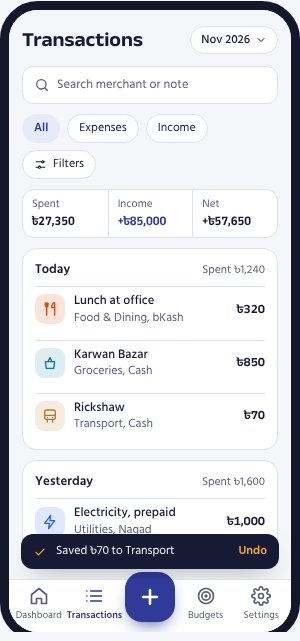 Transactions
Nov 2026
Search merchant or note
All Expenses Income
Filters
Spent Income Net
৳27,350 +৳85,000 +৳57,650
Today Spent ৳1,240
Lunch at office
Food & Dining, bKash
৳320
Karwan Bazar
Groceries, Cash
৳850
Rickshaw
Transport, Cash
৳70
Yesterday Spent ৳1,600
Electricity, prepaid
Utilities, Nagad
৳1,000
Saved ৳70 to Transport Undo
Dashboard Transactions Budgets Settings